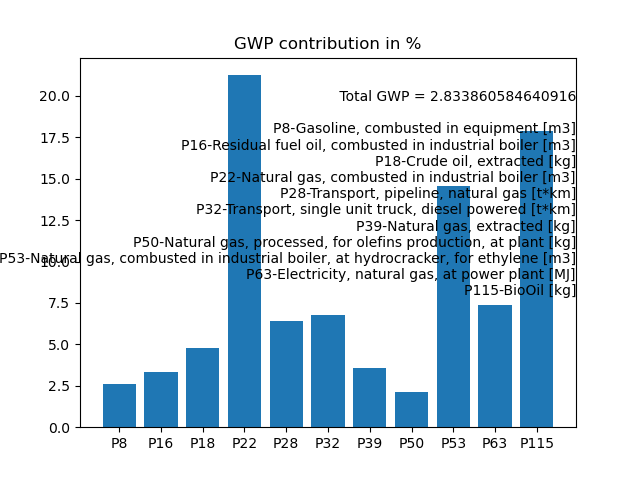 GWP contribution in %
Total GWP = 2.833860584640916
P8-Gasoline, combusted in equipment [m3]
P16-Residual fuel oil, combusted in industrial boiler [m3]
P18-Crude oil, extracted [kg]
P22-Natural gas, combusted in industrial boiler [m3]
P28-Transport, pipeline, natural gas [t*km]
P32-Transport, single unit truck, diesel powered [t*km]
P39-Natural gas, extracted [kg]
P50-Natural gas, processed, for olefins production, at plant [kg]
P53-Natural gas, combusted in industrial boiler, at hydrocracker, for ethylene [m3]
P63-Electricity, natural gas, at power plant [MJ]
P115-BioOil [kg]
20.0
17.5
15.0
12.5
10.0
7.5
5.0
2.5
0.0
P8 P16 P18 P22 P28 P32 P39 P50 P53 P63 P115